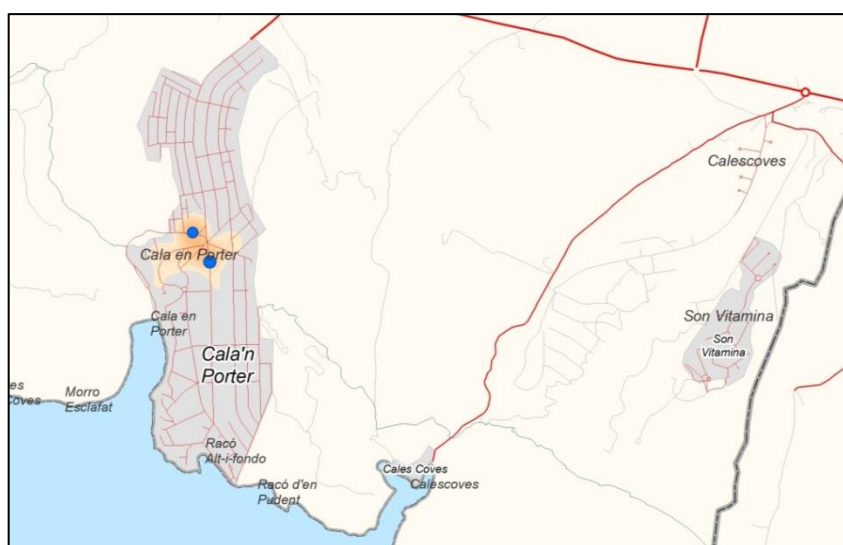 Calescoves
Cala en Porter
Son Vitamina
Cala en
Porter
Son
Vitamina
Cala'n
Porter
es
Coves
Morro
Esclafat
Racó
Alt-i-fondo
Cales Coves
Calescoves
Racó d'en
Pudent